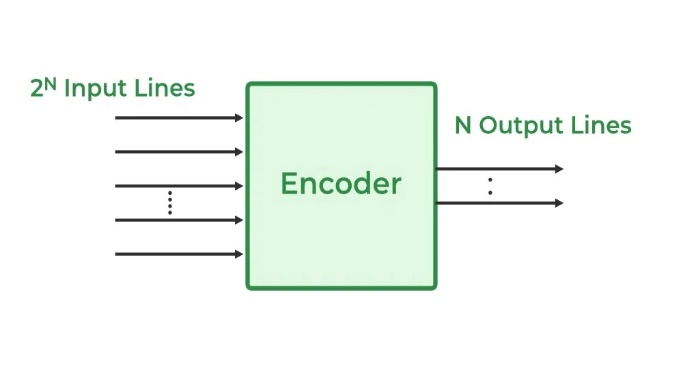 2ᴺ Input Lines
Encoder
N Output Lines